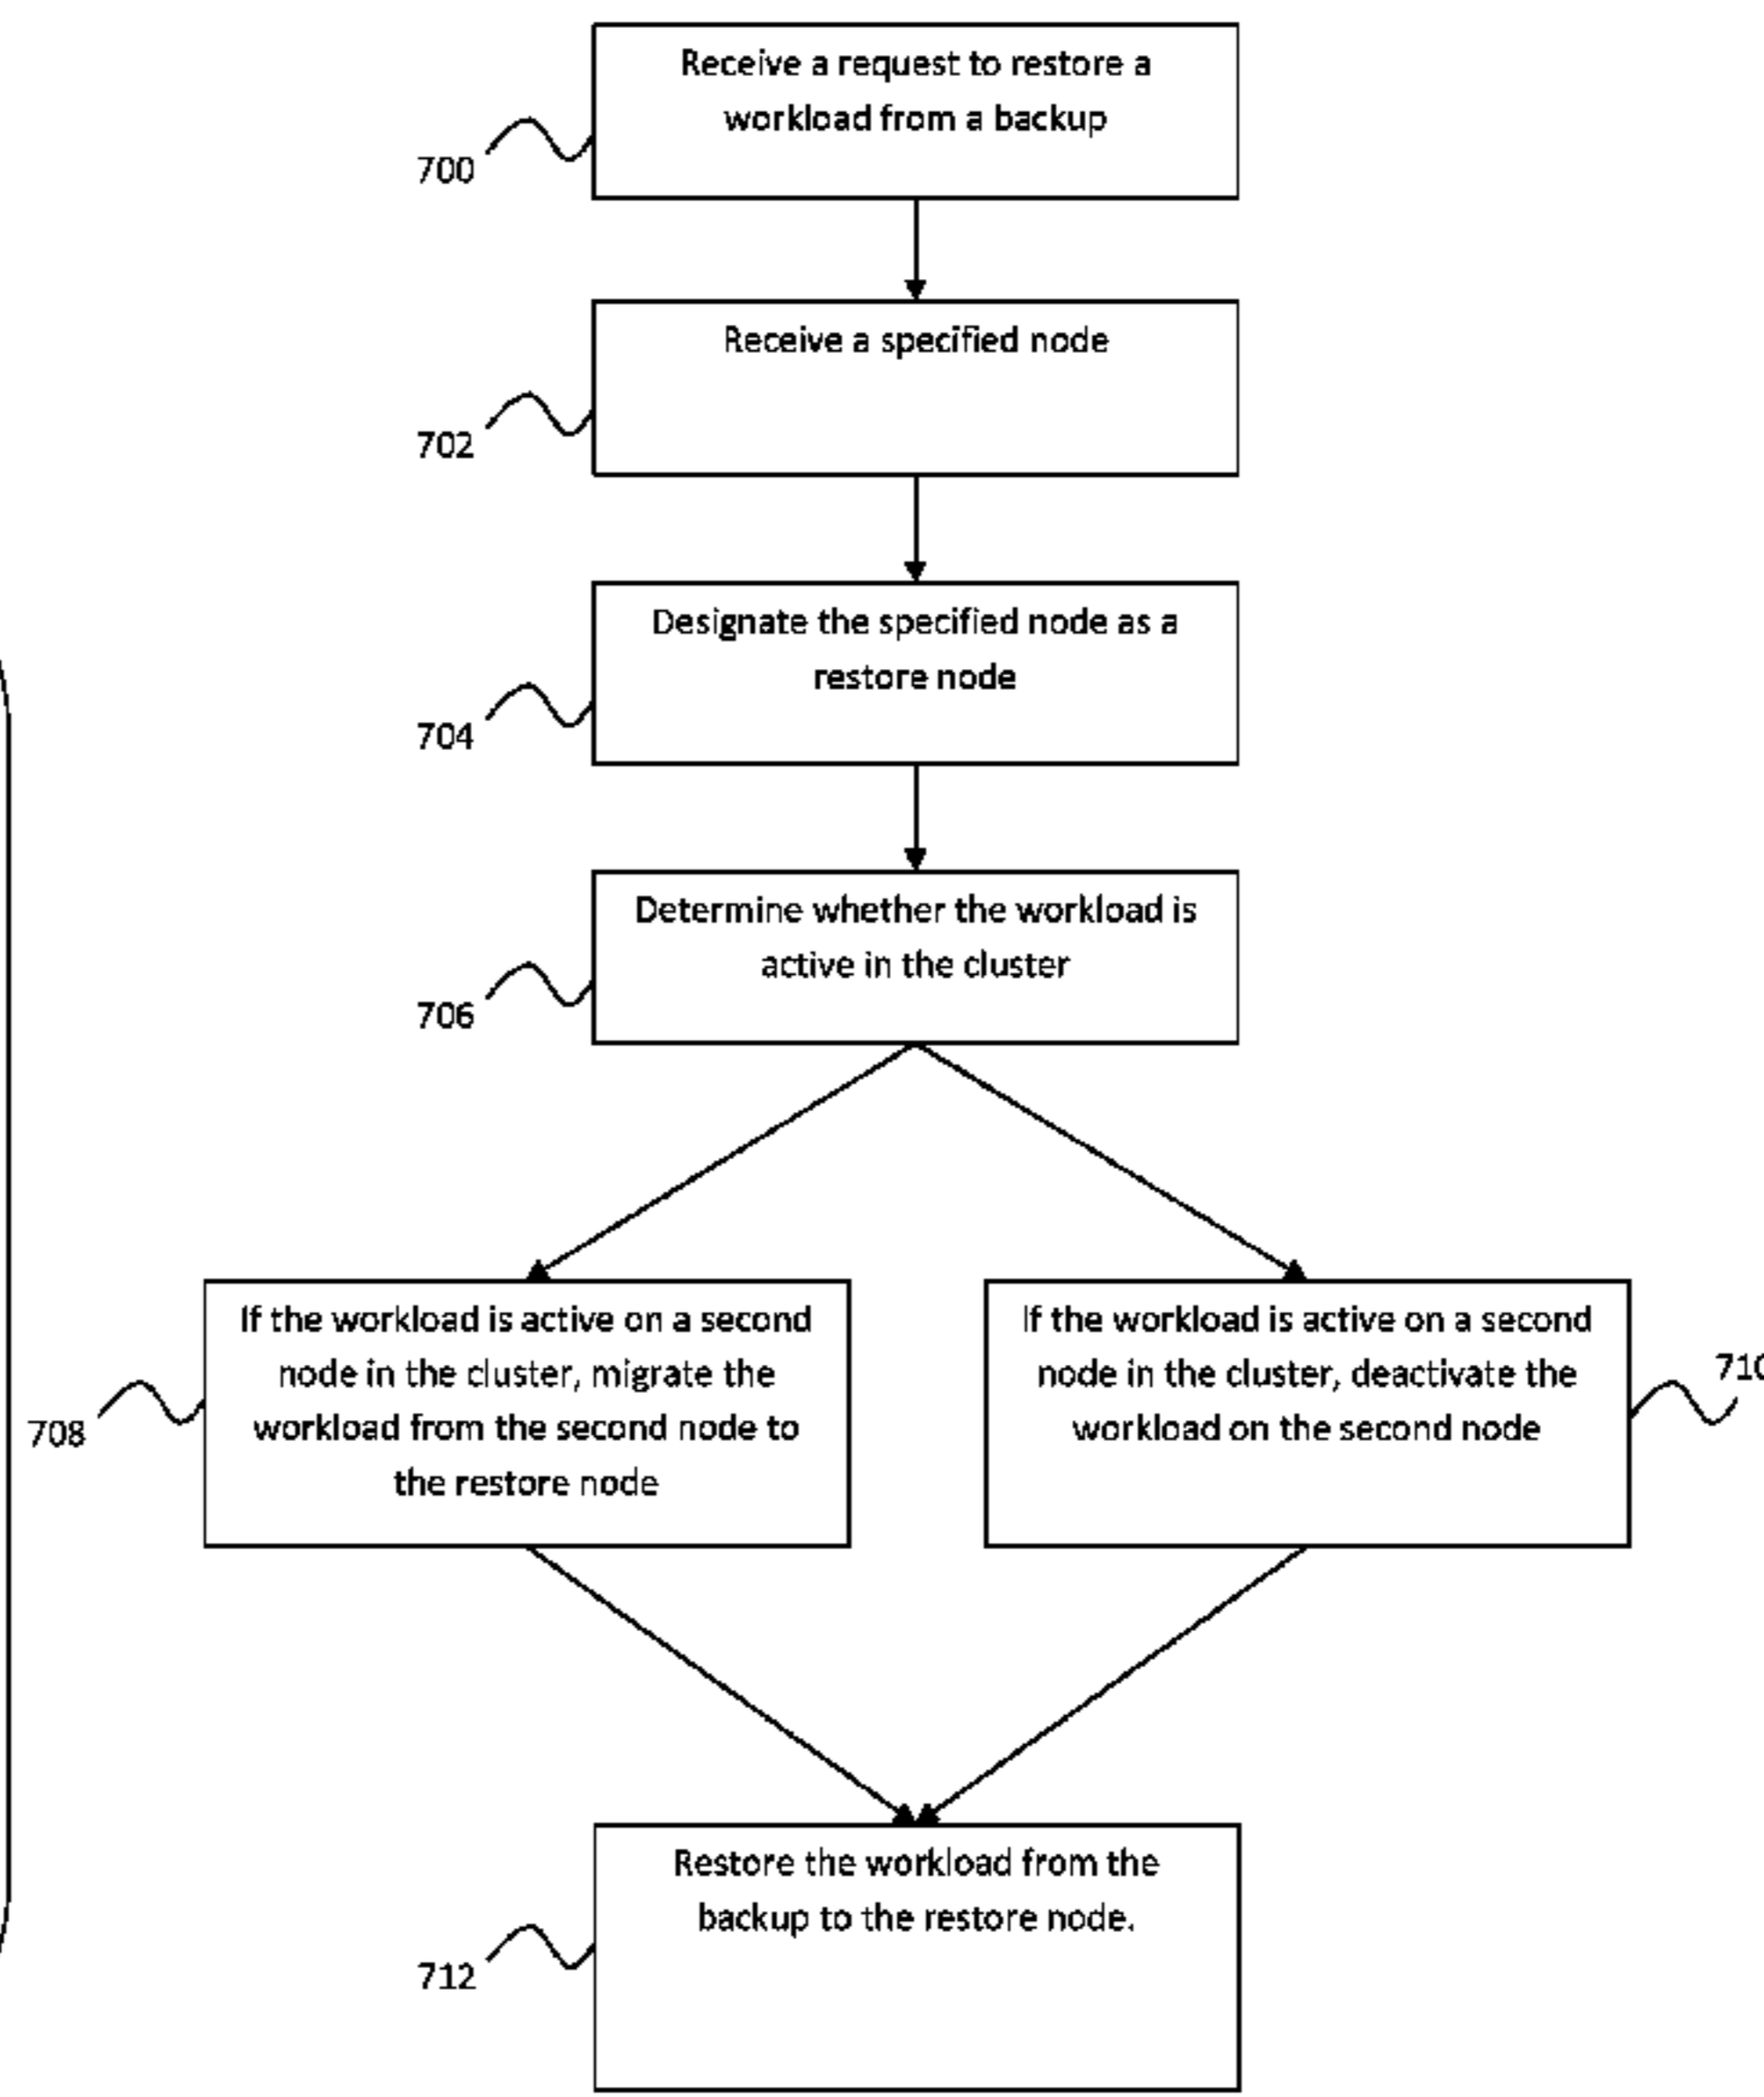 Receive a request to restore a
workload from a backup
700
Receive a specified node
702
Designate the specified node as a
restore node
704
Determine whether the workload is
active in the cluster
706
If the workload is active on a second
node in the cluster, migrate the
workload from the second node to
the restore node
708
If the workload is active on a second
node in the cluster, deactivate the
workload on the second node
710
Restore the workload from the
backup to the restore node.
712